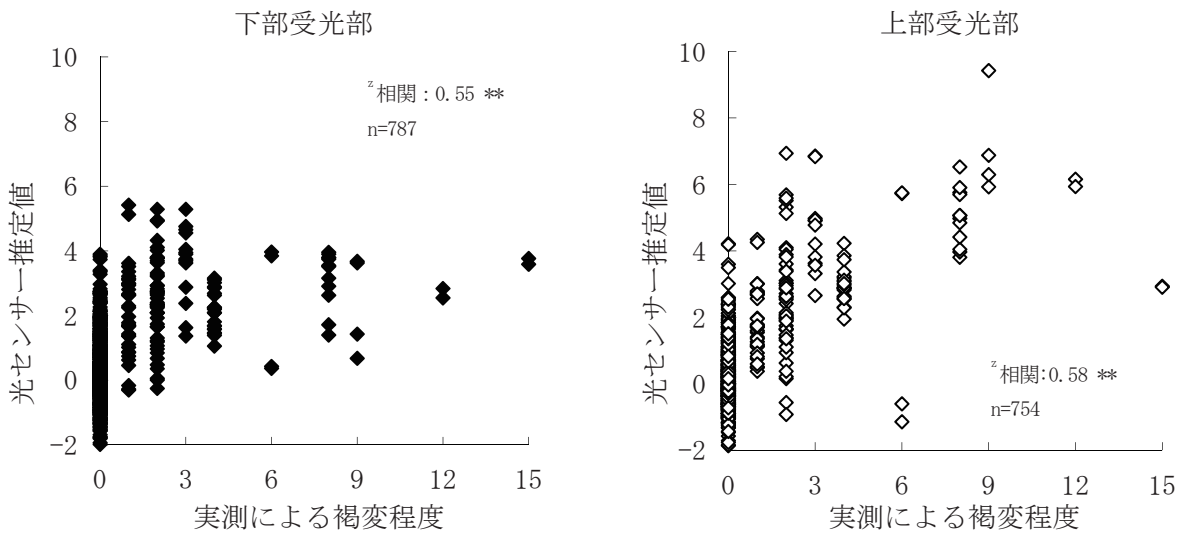 下部受光部
10
8
6
4
2
0
−2
光センサー推定値
z相関：0.55 **
n=787
0 3 6 9 12 15
実測による褐変程度
上部受光部
10
8
6
4
2
0
−2
光センサー推定値
z相関:0.58 **
n=754
0 3 6 9 12 15
実測による褐変程度